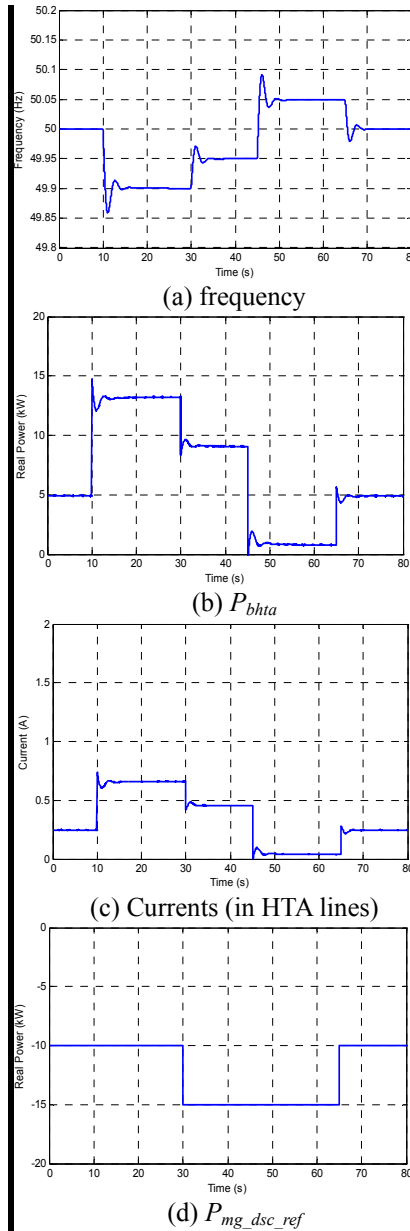 50.2
50.15
50.1
50.05
50
49.95
49.9
49.85
49.8
Frequency (Hz)
0 10 20 30 40 50 60 70 80
Time (s)
(a) frequency
20
15
10
5
0
Real Power (kW)
0 10 20 30 40 50 60 70 80
Time (s)
(b) P_bhta
2
1.5
1
0.5
0
Current (A)
0 10 20 30 40 50 60 70 80
Time (s)
(c) Currents (in HTA lines)
0
-5
-10
-15
-20
Real Power (kW)
0 10 20 30 40 50 60 70 80
Time (s)
(d) P_mg_dsc_ref